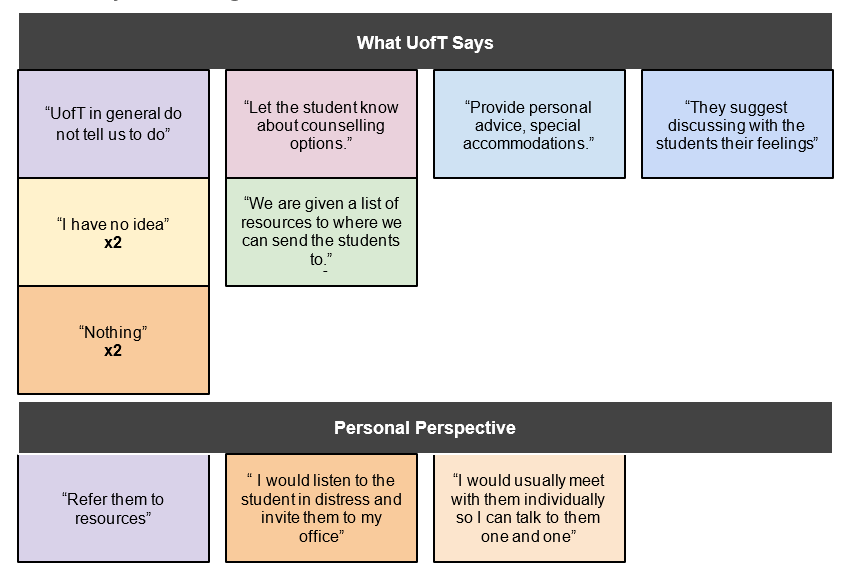 What UofT Says
“UofT in general do
not tell us to do”
“Let the student know
about counselling
options.”
“Provide personal
advice, special
accommodations.”
“They suggest
discussing with the
students their feelings”
“I have no idea”
x2
“We are given a list of
resources to where we
can send the students
to.”
“Nothing”
x2
Personal Perspective
“Refer them to
resources”
“ I would listen to the
student in distress and
invite them to my
office”
“I would usually meet
with them individually
so I can talk to them
one and one”